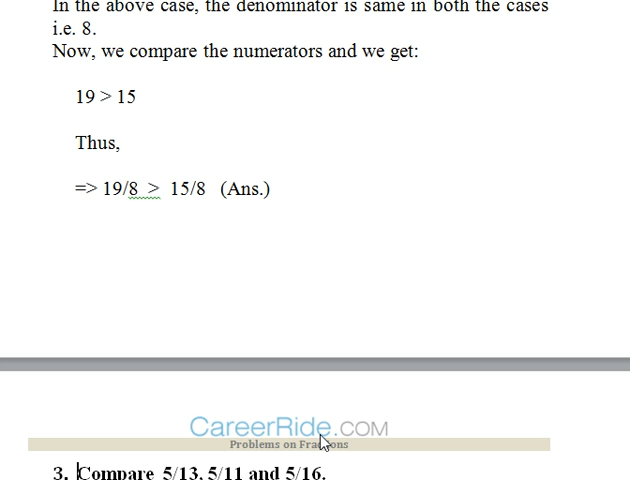 In the above case, the denominator is same in both the cases
i.e. 8.
Now, we compare the numerators and we get:
19 > 15
Thus,
=> 19/8 > 15/8 (Ans.)
CareerRide.COM
Problems on Fractions
3. Compare 5/13, 5/11 and 5/16.